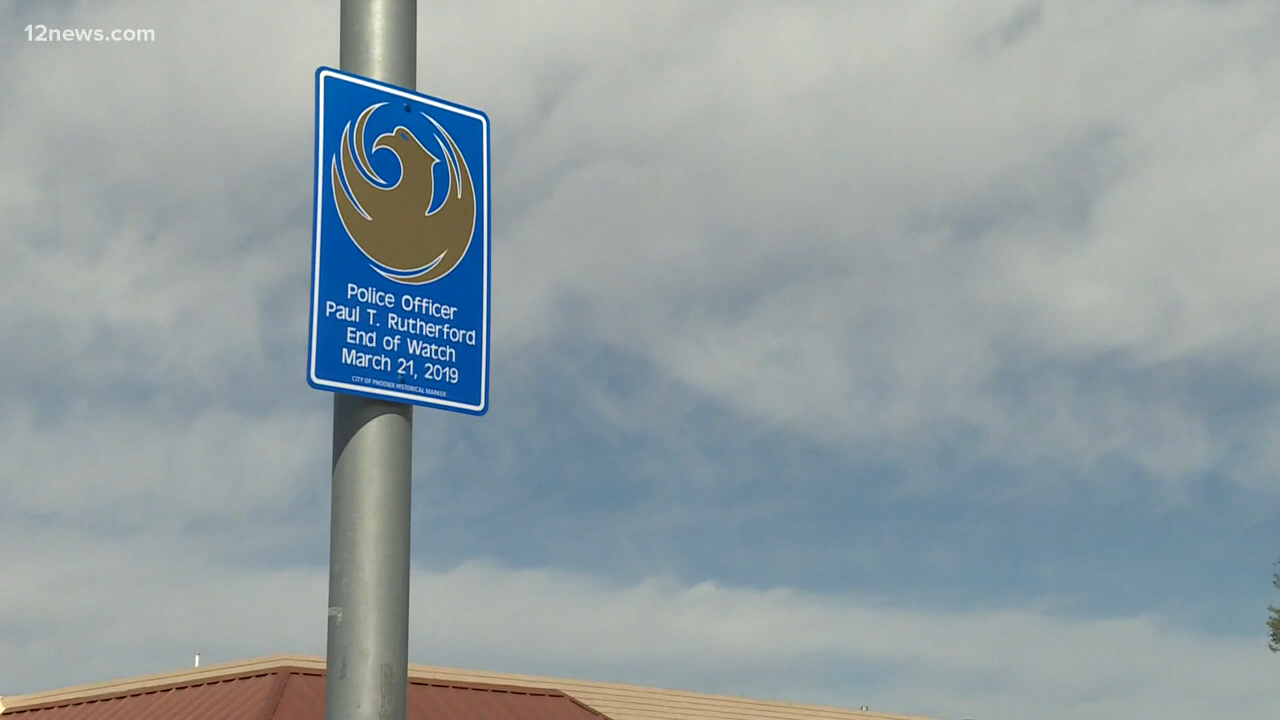 12news.com
Police Officer
Paul T. Rutherford
End of Watch
March 21, 2019
CITY OF PHOENIX HISTORICAL MARKER